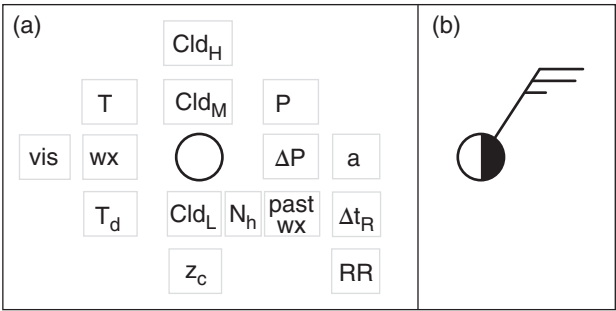 (a)
(b)
Cld_H
T
Cld_M
P
vis
wx
ΔP
a
T_d
Cld_L
N_h
past
wx
Δt_R
z_c
RR